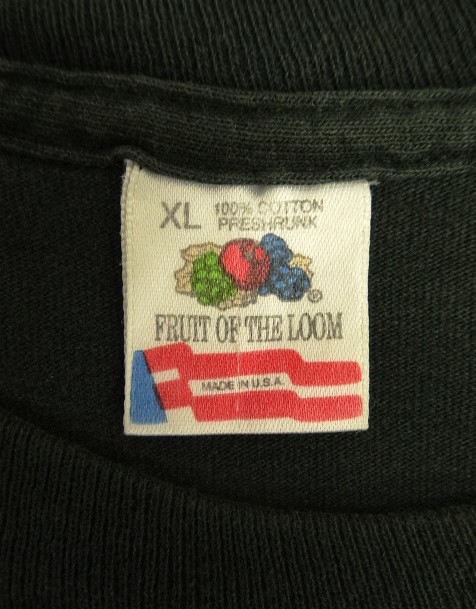 XL 100% COTTON
PRESHRUNK
®
FRUIT OF THE LOOM
MADE IN U.S.A.